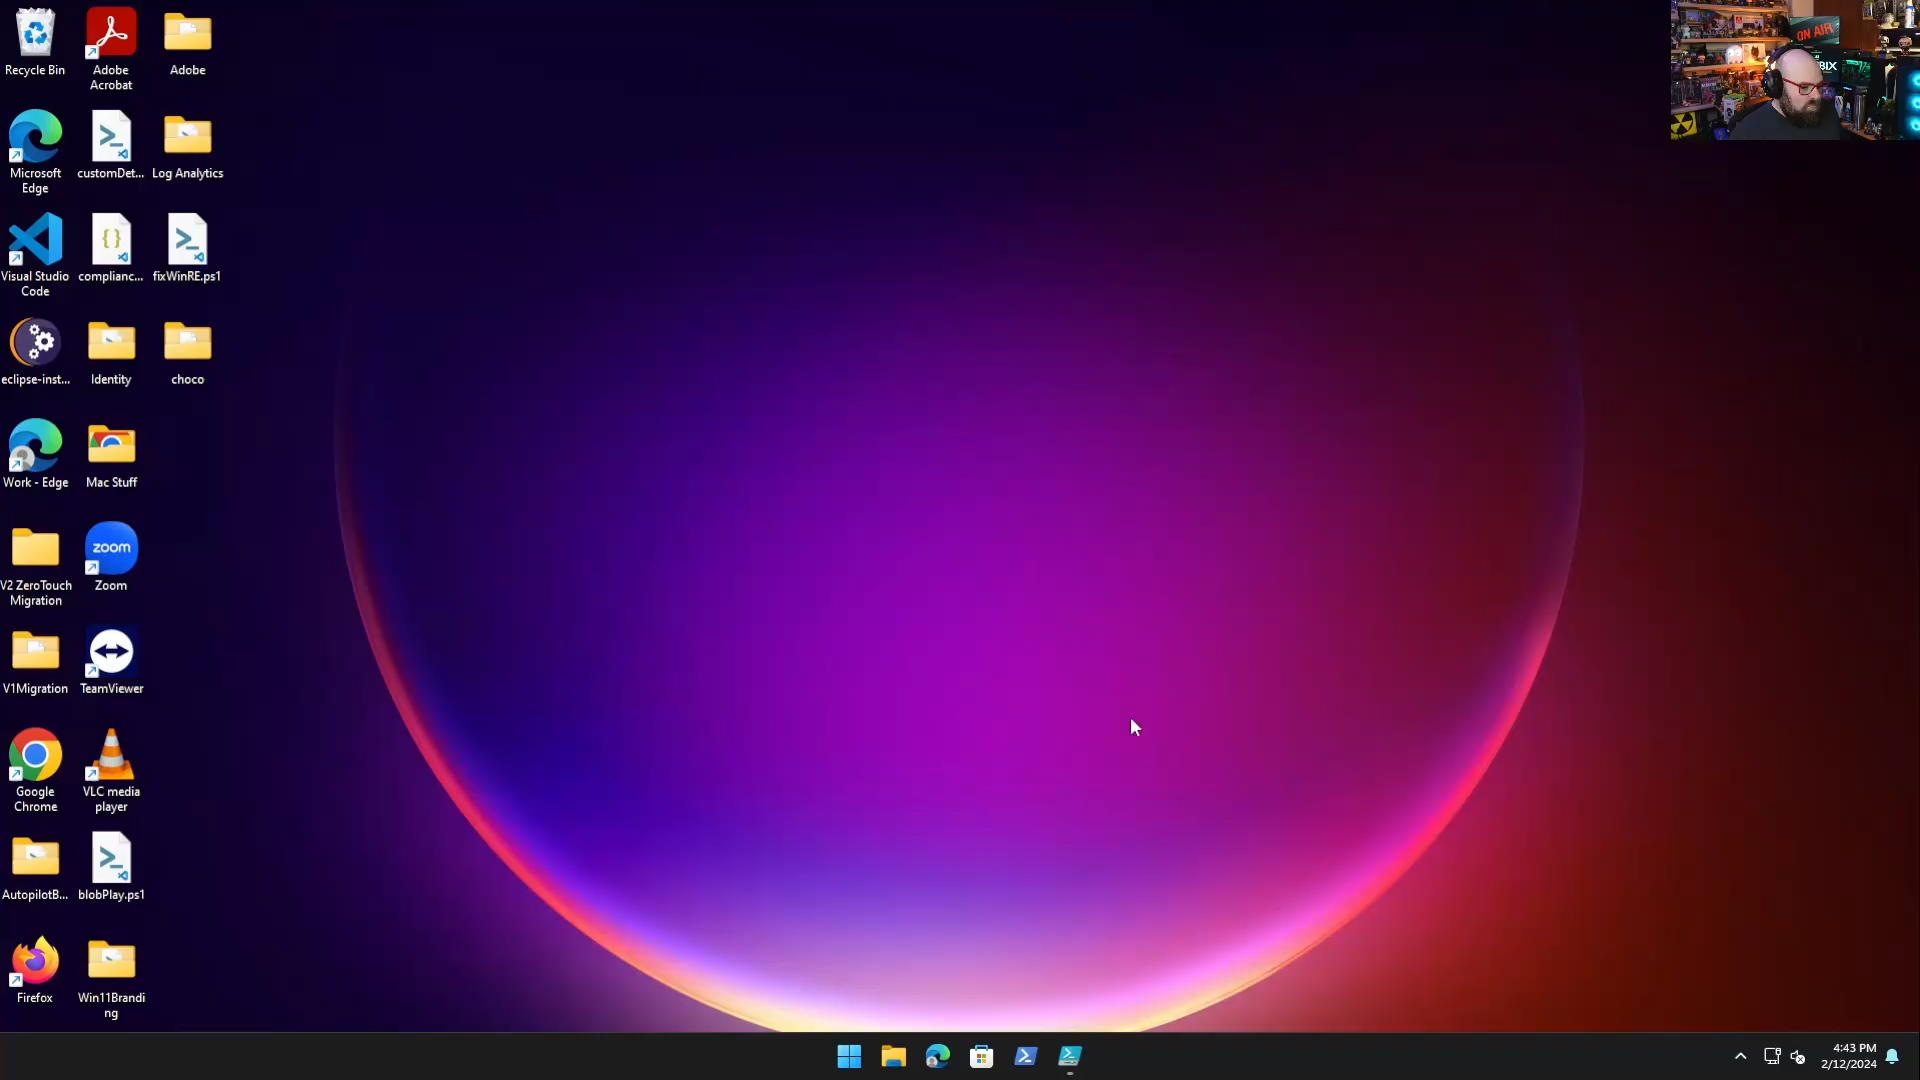 Recycle Bin
Adobe
Acrobat
Adobe
Microsoft
Edge
customDet...
Log Analytics
Visual Studio
Code
complianc...
fixWinRE.ps1
eclipse-inst...
Identity
choco
Work - Edge
Mac Stuff
V2 ZeroTouch
Migration
zoom
Zoom
V1Migration
TeamViewer
Google
Chrome
VLC media
player
AutopilotB...
blobPlay.ps1
Firefox
Win11Brandi
ng
ON AIR
BIX
4:43 PM
2/12/2024